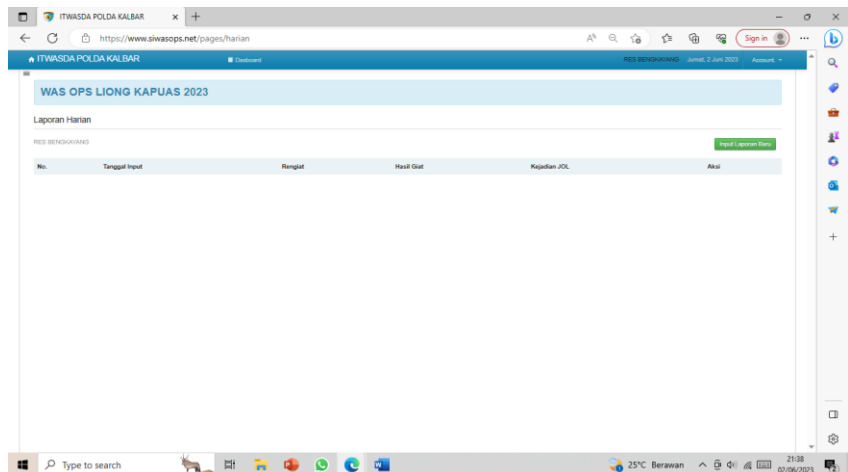 ITWASDA POLDA KALBAR
https://www.siwasops.net/pages/harian
Sign in
ITWASDA POLDA KALBAR
Dasboard
RES BENGKAYANG
Jumat, 2 Juni 2023
Account
WAS OPS LIONG KAPUAS 2023
Laporan Harian
RES BENGKAYANG
Input Laporan Baru
No. Tanggal Input Rengiat Hasil Giat Kejadian JOL Aksi
Type to search
25°C Berawan
21:38
02/06/2023